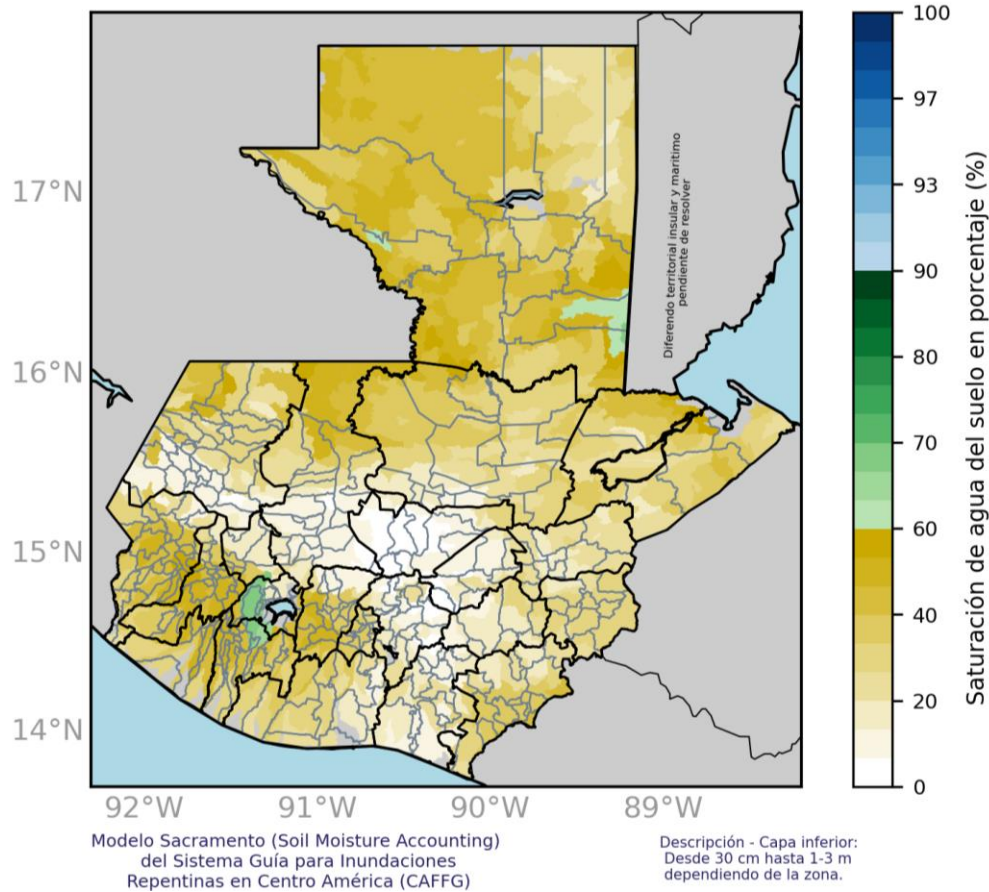 17°N
16°N
15°N
14°N
92°W
91°W
90°W
89°W
Diferendo territorial insular y maritimo
pendiente de resolver
100
97
93
90
80
70
60
40
20
0
Saturación de agua del suelo en porcentaje (%)
Modelo Sacramento (Soil Moisture Accounting)
del Sistema Guía para Inundaciones
Repentinas en Centro América (CAFFG)
Descripción - Capa inferior:
Desde 30 cm hasta 1-3 m
dependiendo de la zona.